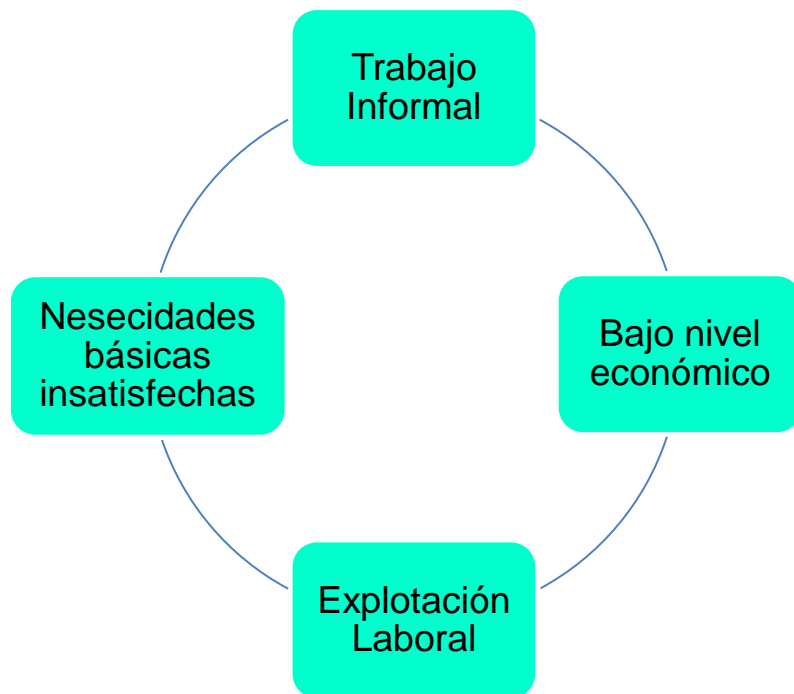 Trabajo
Informal
Nesecidades
básicas
insatisfechas
Bajo nivel
económico
Explotación
Laboral